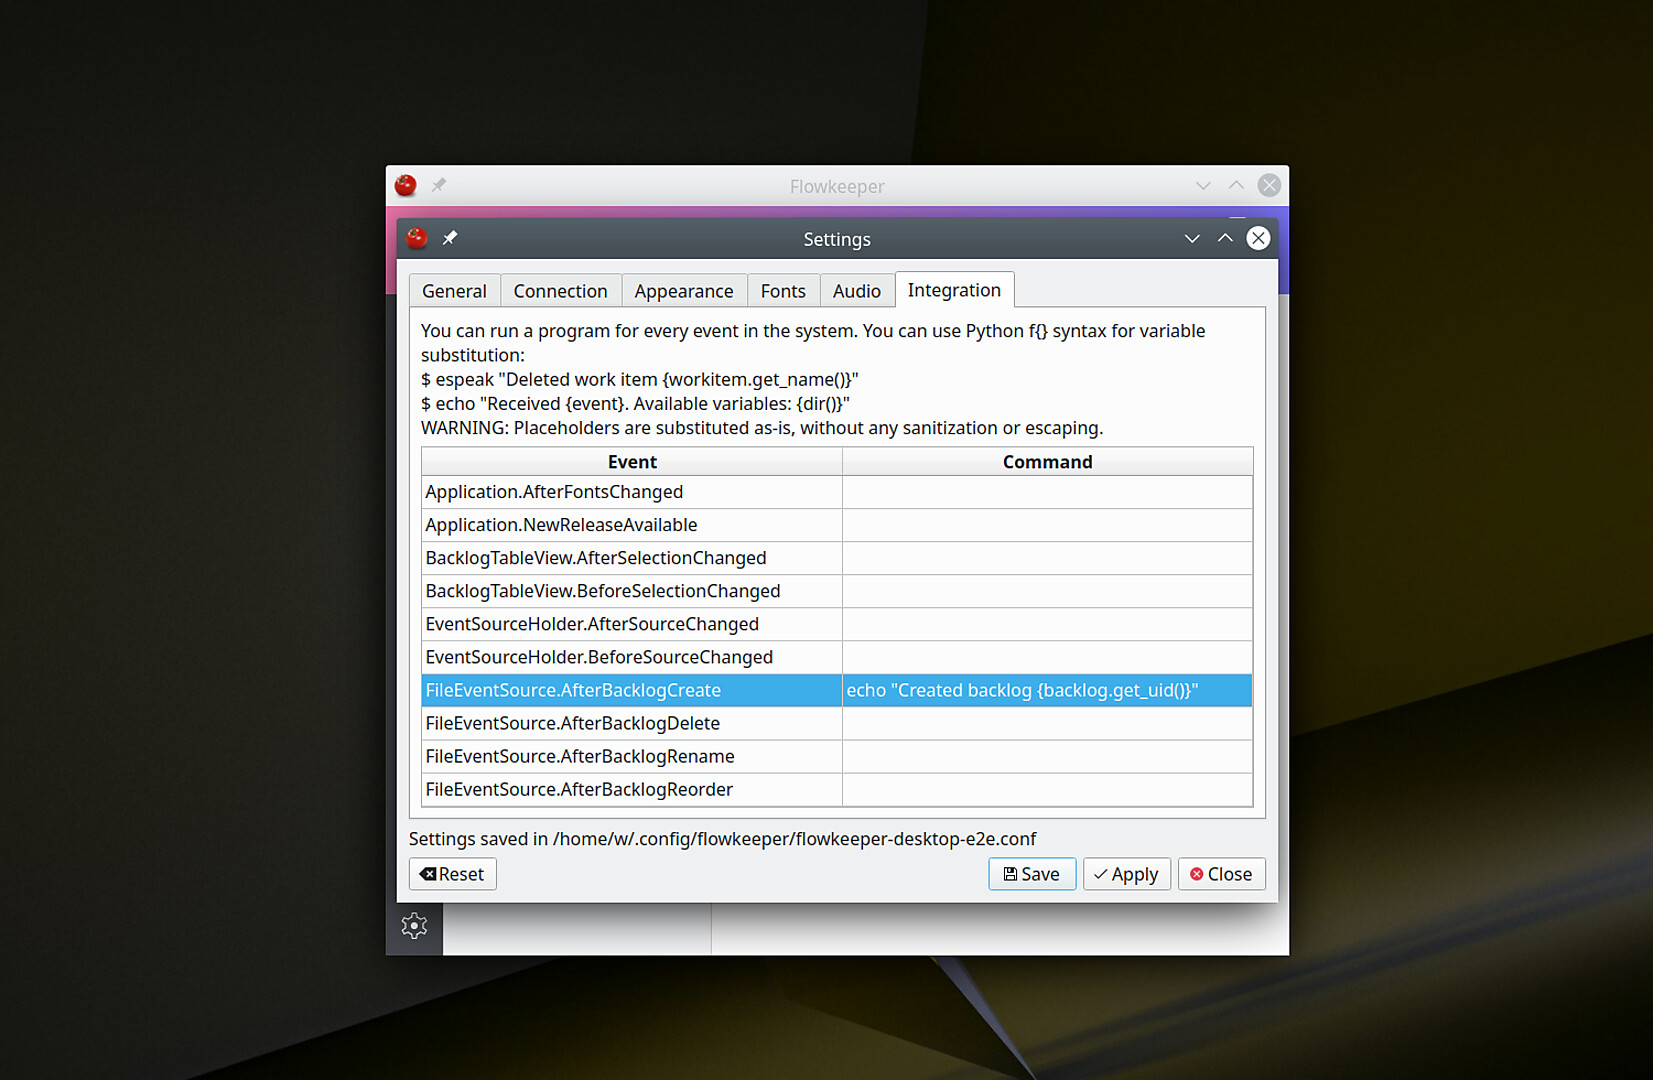 Flowkeeper
Settings
General Connection Appearance Fonts Audio Integration
You can run a program for every event in the system. You can use Python f{} syntax for variable
substitution:
$ espeak "Deleted work item {workitem.get_name()}"
$ echo "Received {event}. Available variables: {dir()}"
WARNING: Placeholders are substituted as-is, without any sanitization or escaping.
Event Command
Application.AfterFontsChanged
Application.NewReleaseAvailable
BacklogTableView.AfterSelectionChanged
BacklogTableView.BeforeSelectionChanged
EventSourceHolder.AfterSourceChanged
EventSourceHolder.BeforeSourceChanged
FileEventSource.AfterBacklogCreate echo "Created backlog {backlog.get_uid()}"
FileEventSource.AfterBacklogDelete
FileEventSource.AfterBacklogRename
FileEventSource.AfterBacklogReorder
Settings saved in /home/w/.config/flowkeeper/flowkeeper-desktop-e2e.conf
Reset Save Apply Close